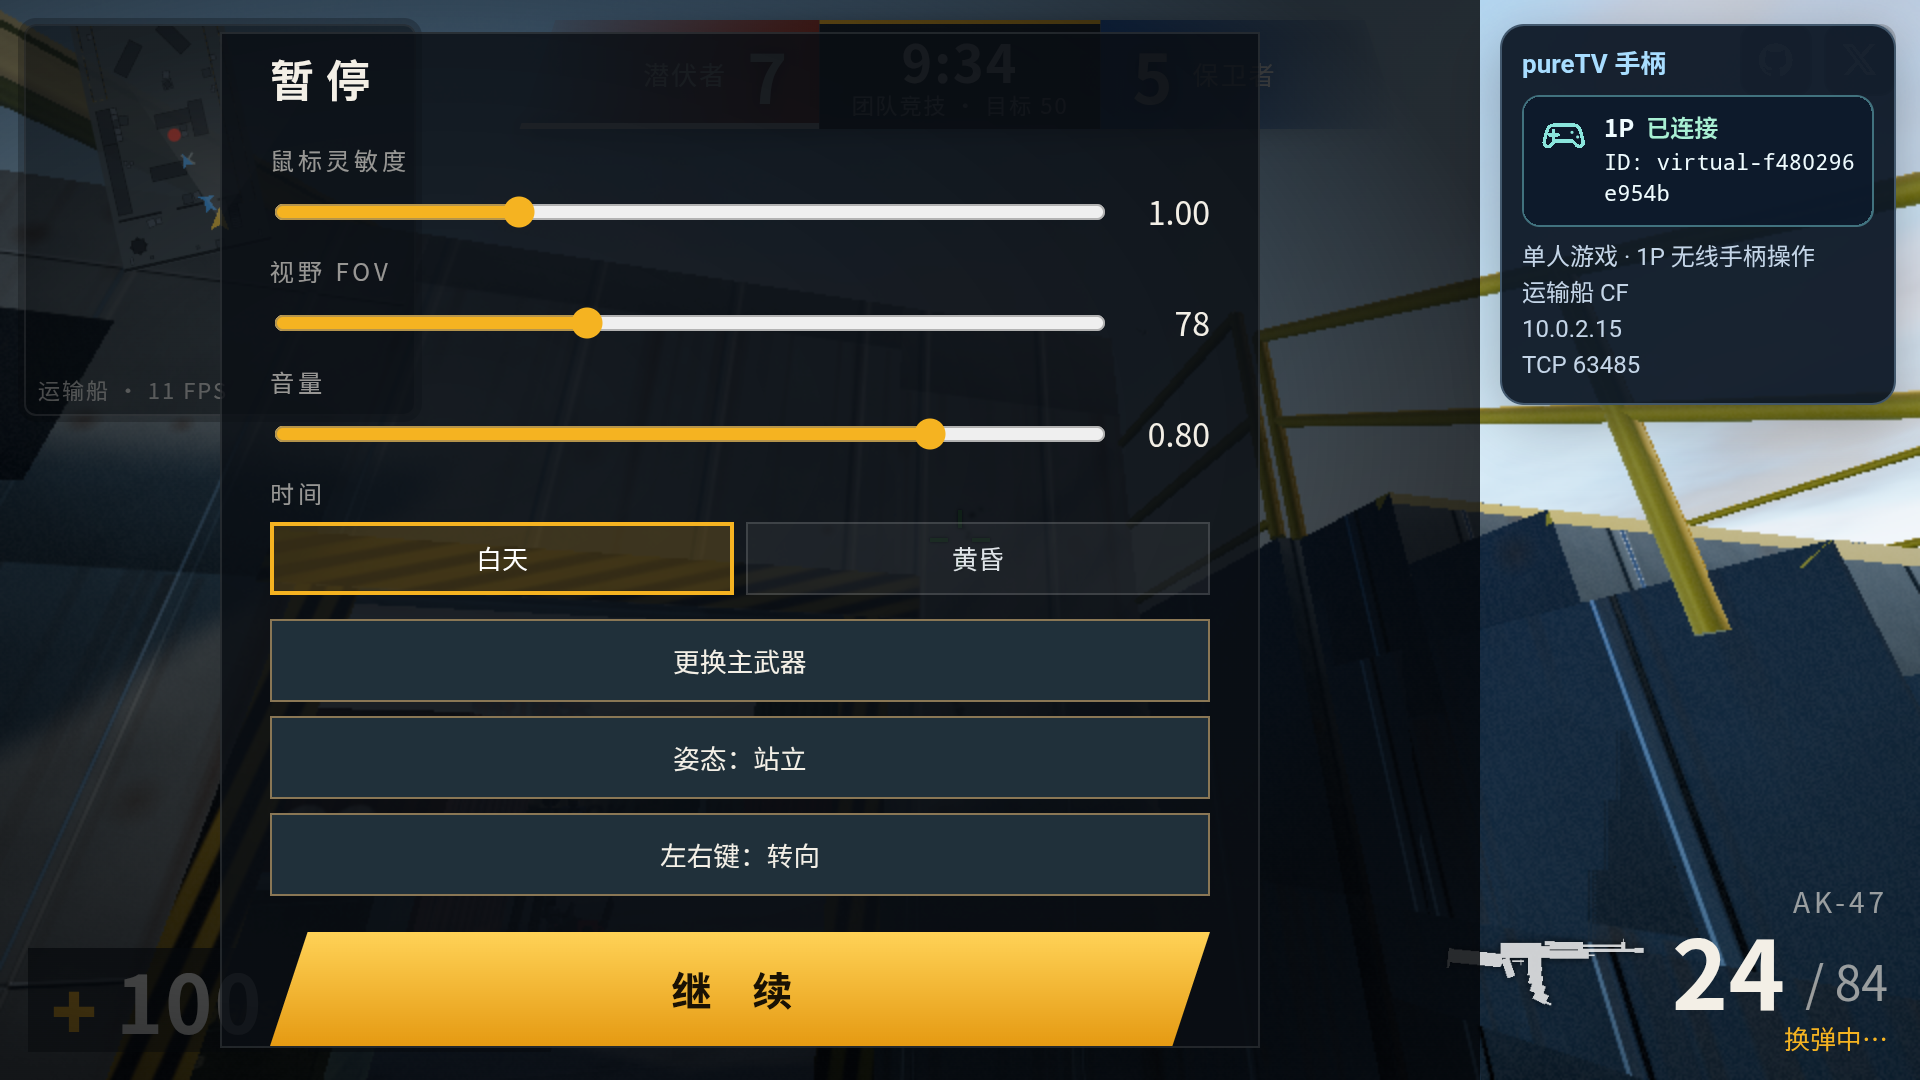 暂停
潜伏者 7 9:34 5 保卫者
团队竞技 · 目标 50
鼠标灵敏度
1.00
视野 FOV
78
运输船 · 11 FPS
音量
0.80
时间
白天 黄昏
更换主武器
姿态：站立
左右键：转向
继续
+ 100
pureTV 手柄
1P 已连接
ID: virtual-f480296
e954b
单人游戏 · 1P 无线手柄操作
运输船 CF
10.0.2.15
TCP 63485
AK-47
24 / 84
换弹中…